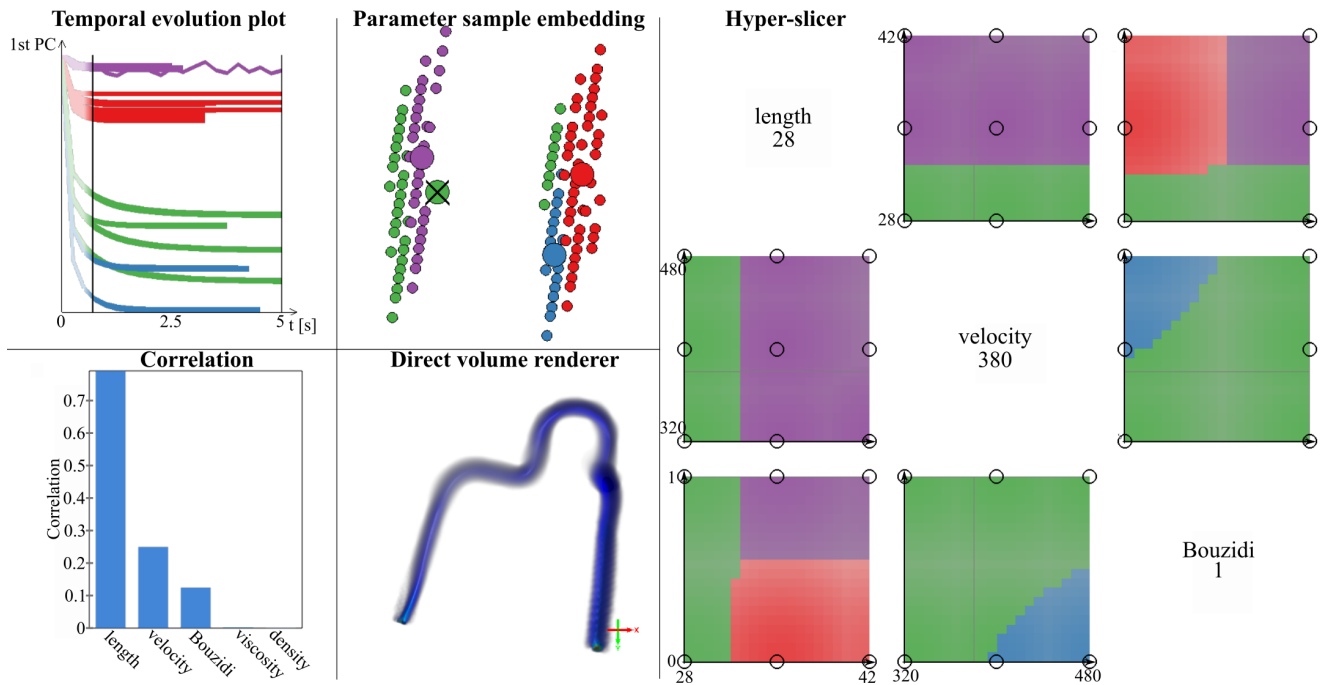 Temporal evolution plot
Parameter sample embedding
Hyper-slicer
1st PC
0
2.5
5
t [s]
Correlation
Correlation
0.7
0.6
0.5
0.4
0.3
0.2
0.1
0
length
velocity
Bouzidi
viscosity
density
Direct volume renderer
x
Y
length
28
42
28
480
320
velocity
380
1
0
28
42
320
480
Bouzidi
1